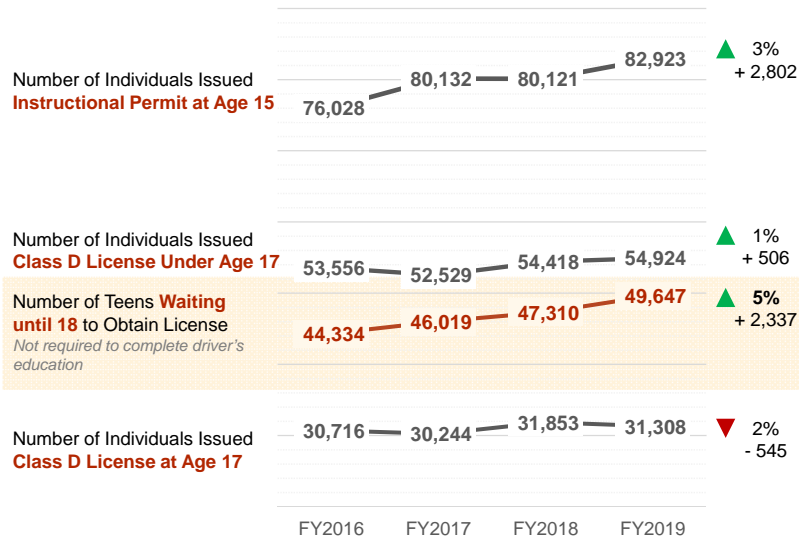 Number of Individuals Issued
Instructional Permit at Age 15
76,028
80,132
80,121
82,923
3%
+ 2,802
Number of Individuals Issued
Class D License Under Age 17
53,556
52,529
54,418
54,924
1%
+ 506
Number of Teens Waiting
until 18 to Obtain License
Not required to complete driver's
education
44,334
46,019
47,310
49,647
5%
+ 2,337
Number of Individuals Issued
Class D License at Age 17
30,716
30,244
31,853
31,308
2%
- 545
FY2016 FY2017 FY2018 FY2019